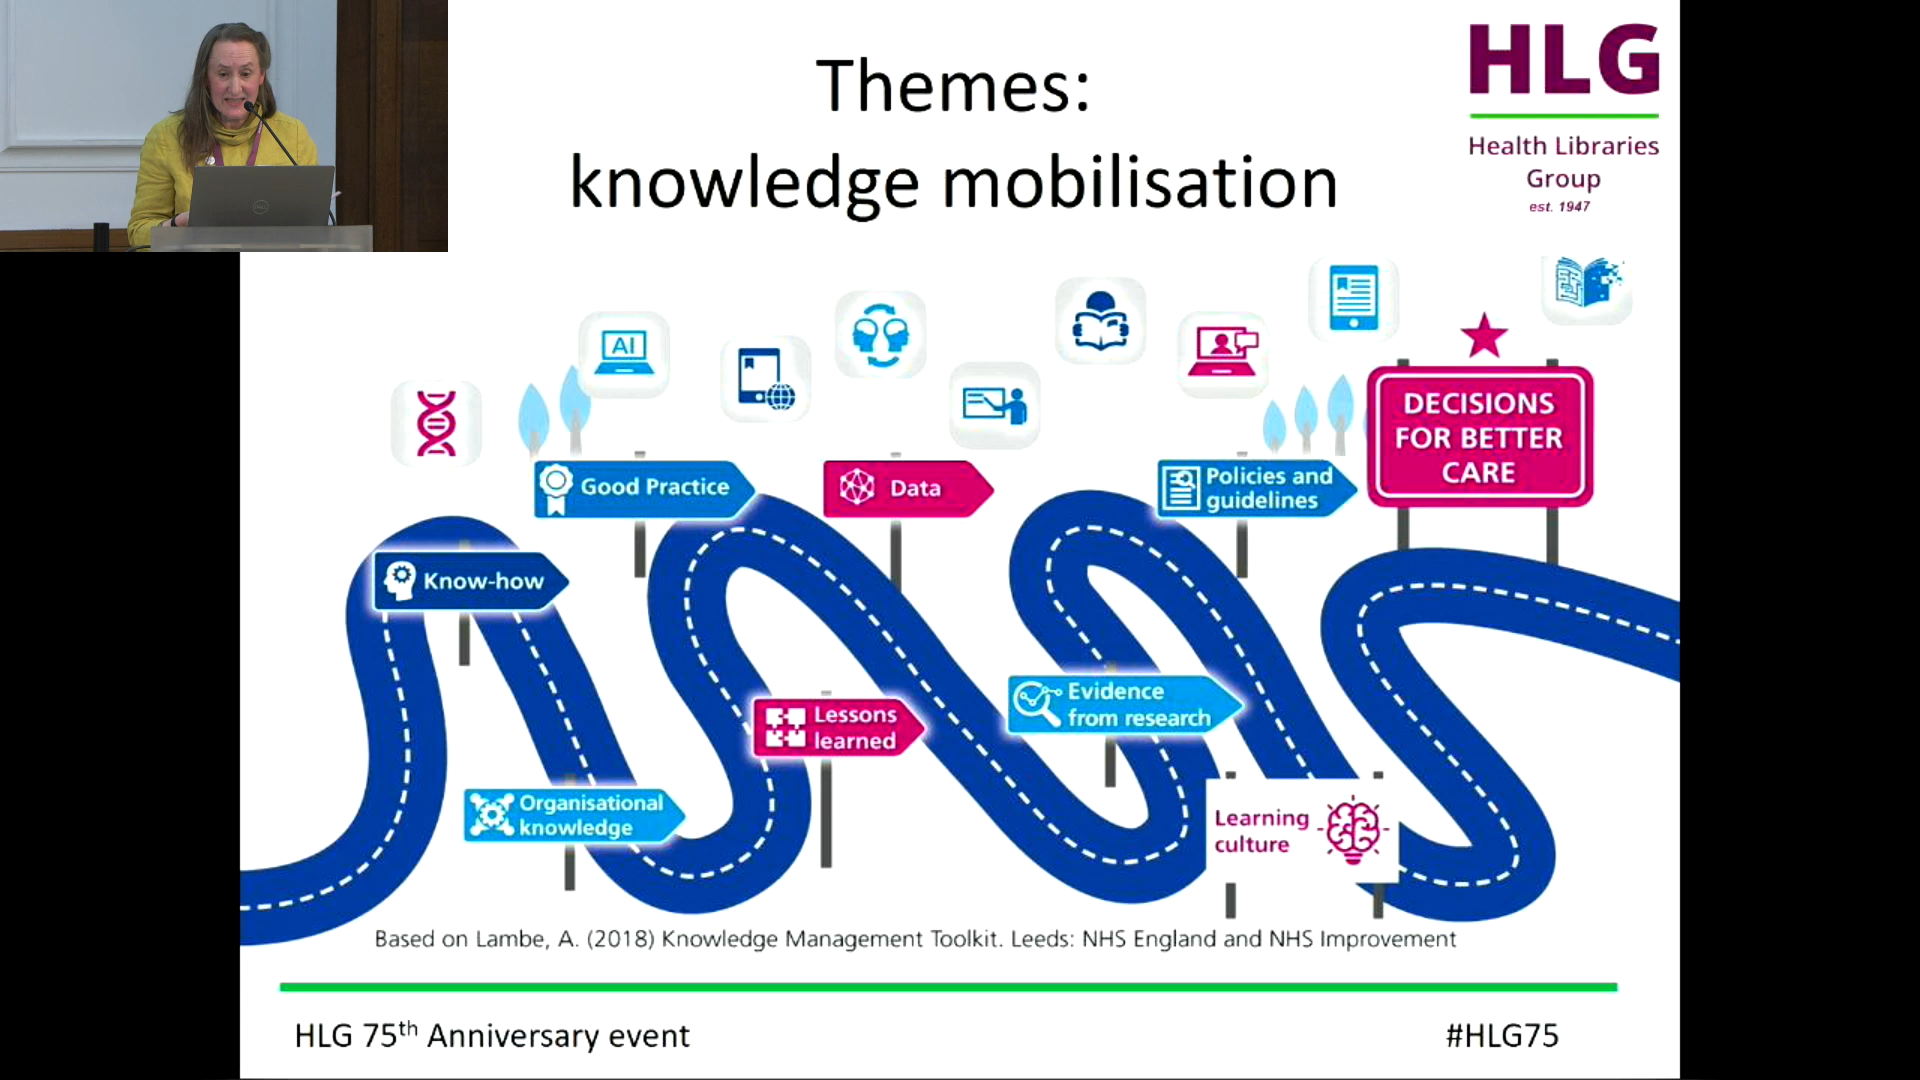 Themes:
knowledge mobilisation
HLG
Health Libraries
Group
est. 1947
AI
DECISIONS
FOR BETTER
CARE
Good Practice
Data
Policies and
guidelines
Know-how
Evidence
from research
Lessons
learned
Organisational
knowledge
Learning
culture
Based on Lambe, A. (2018) Knowledge Management Toolkit. Leeds: NHS England and NHS Improvement
HLG 75th Anniversary event
#HLG75